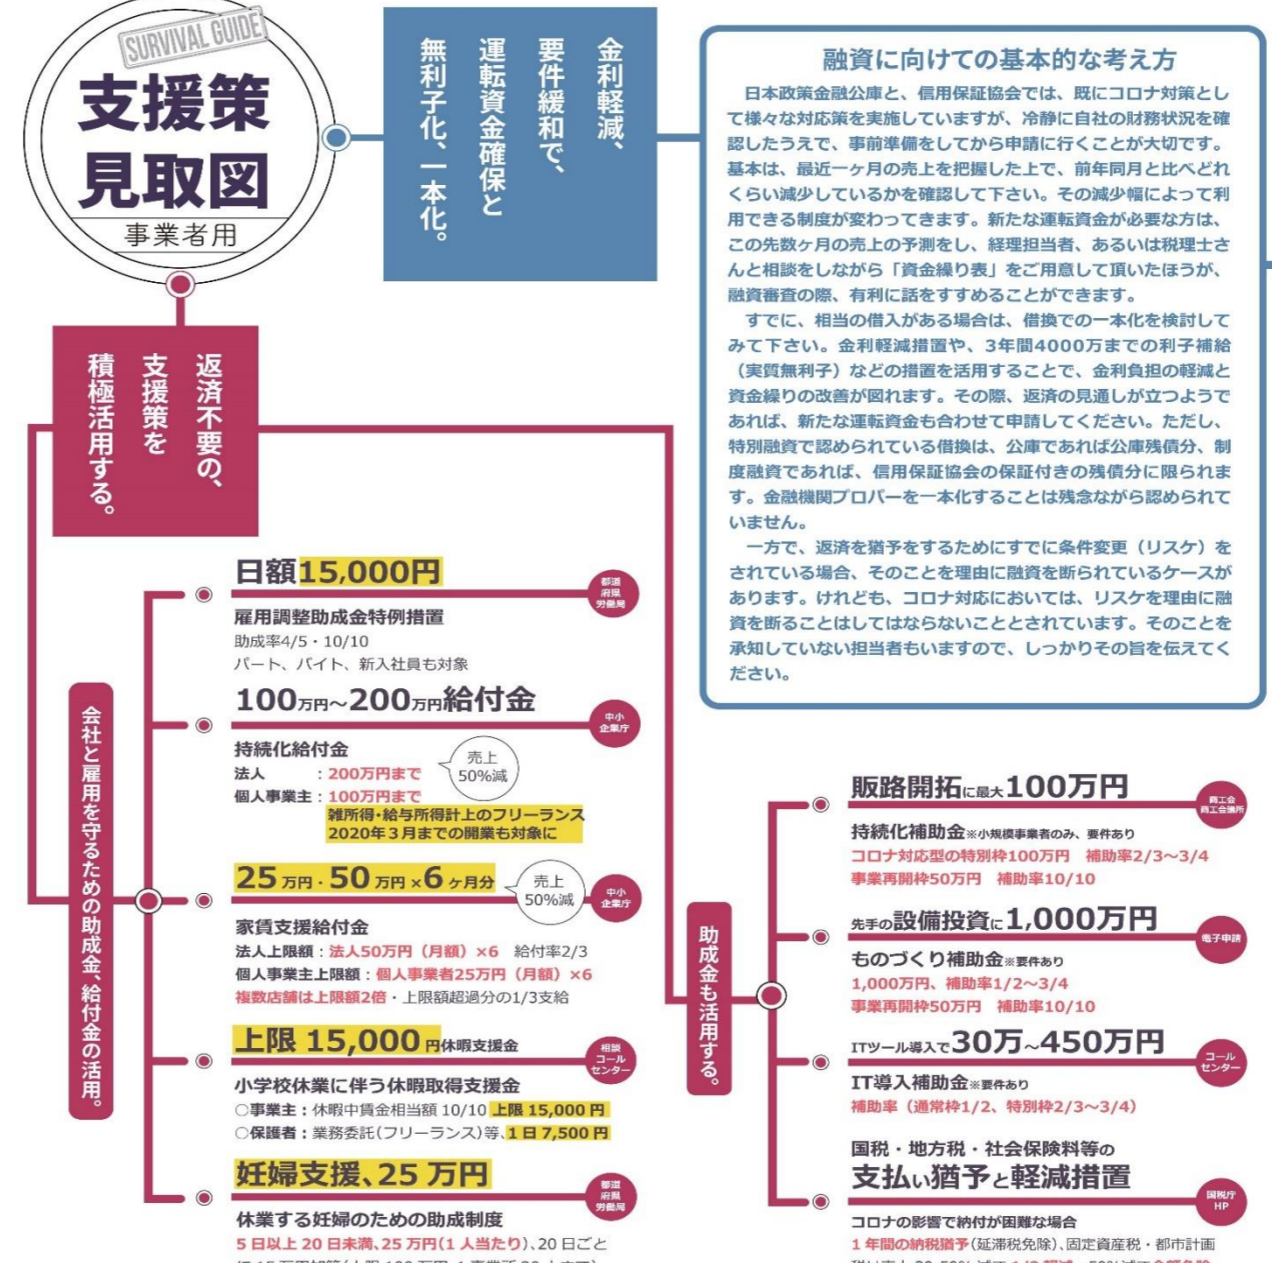 SURVIVAL GUIDE
支援策
見取図
事業者用
金利軽減、
要件緩和で、
運転資金確保と
無利子化、一本化。
融資に向けての基本的な考え方
日本政策金融公庫と、信用保証協会では、既にコロナ対策とし
て様々な対応策を実施していますが、冷静に自社の財務状況を確
認したうえで、事前準備をしてから申請に行くことが大切です。
基本は、最近一ヶ月の売上を把握した上で、前年同月と比べどれ
くらい減少しているかを確認して下さい。その減少幅によって利
用できる制度が変わってきます。新たな運転資金が必要な方は、
この先数ヶ月の売上の予測をし、経理担当者、あるいは税理士さ
んと相談をしながら「資金繰り表」をご用意して頂いたほうが、
融資審査の際、有利に話をすすめることができます。
すでに、相当の借入がある場合は、借換での一本化を検討して
みて下さい。金利軽減措置や、3年間4000万までの利子補給
（実質無利子）などの措置を活用することで、金利負担の軽減と
資金繰りの改善が図れます。その際、返済の見通しが立つようで
あれば、新たな運転資金も合わせて申請してください。ただし、
特別融資で認められている借換は、公庫であれば公庫残債分、制
度融資であれば、信用保証協会の保証付きの残債分に限られま
す。金融機関プロパーを一本化することは残念ながら認められて
いません。
一方で、返済を猶予をするためにすでに条件変更（リスケ）を
されている場合、そのことを理由に融資を断られているケースが
あります。けれども、コロナ対応においては、リスケを理由に融
資を断ることはしてはならないこととされています。そのことを
承知していない担当者もいますので、しっかりその旨を伝えてく
ださい。
返済不要の、
支援策を
積極活用する。
会社と雇用を守るための助成金、給付金の活用。
日額15,000円
都道
府県
労働局
雇用調整助成金特例措置
助成率4/5・10/10
パート、バイト、新入社員も対象
100万円〜200万円給付金
中小
企業庁
持続化給付金
法人 ：200万円まで
個人事業主：100万円まで
売上
50%減
雑所得・給与所得計上のフリーランス
2020年３月までの開業も対象に
25万円・50万円×6ヶ月分
売上
50%減
中小
企業庁
家賃支援給付金
法人上限額：法人50万円（月額）×6 給付率2/3
個人事業主上限額：個人事業者25万円（月額）×6
複数店舗は上限額2倍・上限額超過分の1/3支給
上限 15,000 円休暇支援金
相談
コール
センター
小学校休業に伴う休暇取得支援金
○事業主：休暇中賃金相当額 10/10 上限 15,000 円
○保護者：業務委託（フリーランス）等、1 日 7,500 円
妊婦支援、25 万円
都道
府県
労働局
休業する妊婦のための助成制度
5 日以上 20 日未満、25 万円（1 人当たり）、20 日ごと
助成金も活用する。
販路開拓に最大100万円
商工会
商工会議所
持続化補助金※小規模事業者のみ、要件あり
コロナ対応型の特別枠100万円 補助率2/3〜3/4
事業再開枠50万円 補助率10/10
先手の設備投資に1,000万円
電子申請
ものづくり補助金※要件あり
1,000万円、補助率1/2〜3/4
事業再開枠50万円 補助率10/10
ITツール導入で30万〜450万円
コール
センター
IT導入補助金※要件あり
補助率（通常枠1/2、特別枠2/3〜3/4）
国税・地方税・社会保険料等の
支払い猶予と軽減措置
国税庁
HP
コロナの影響で納付が困難な場合
１年間の納税猶予（延滞税免除）、固定資産税・都市計画